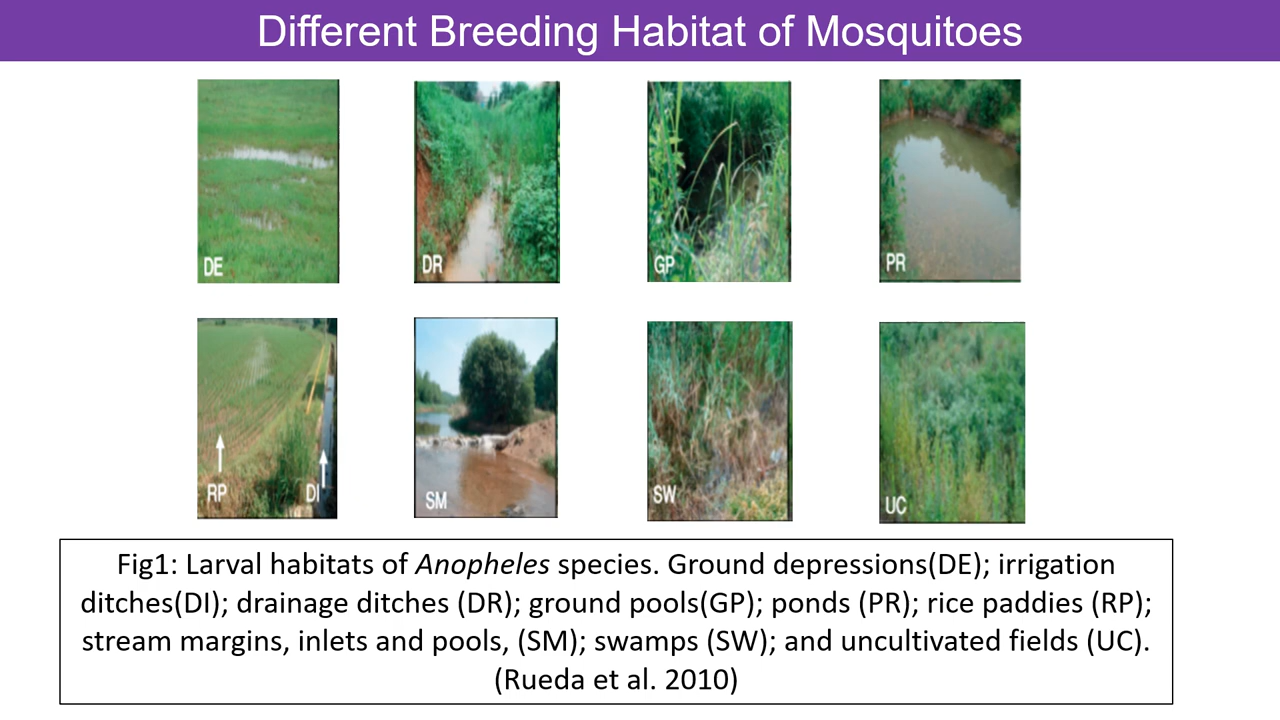 Different Breeding Habitat of Mosquitoes
DE
DR
GP
PR
RP
DI
SM
SW
UC
Fig1: Larval habitats of Anopheles species. Ground depressions(DE); irrigation
ditches(DI); drainage ditches (DR); ground pools(GP); ponds (PR); rice paddies (RP);
stream margins, inlets and pools, (SM); swamps (SW); and uncultivated fields (UC).
(Rueda et al. 2010)